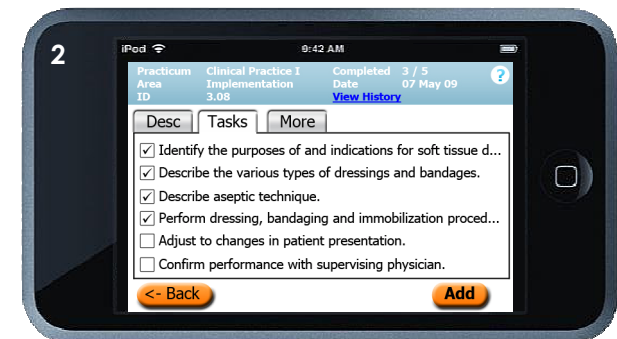 2
iPod 9:42 AM
Practicum Clinical Practice I Completed 3 / 5
Area Implementation Date 07 May 09
ID 3.08 View History
?
Desc Tasks More
Identify the purposes of and indications for soft tissue d...
Describe the various types of dressings and bandages.
Describe aseptic technique.
Perform dressing, bandaging and immobilization proced...
Adjust to changes in patient presentation.
Confirm performance with supervising physician.
<- Back Add